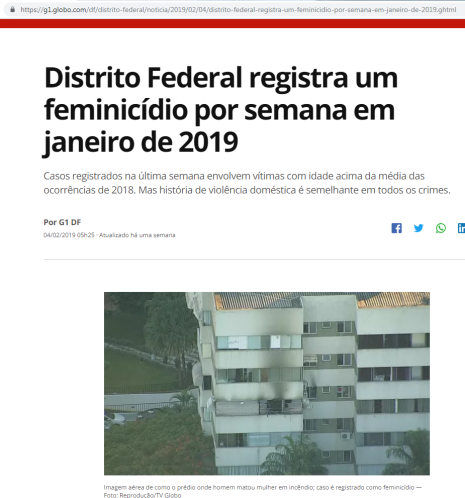 https://g1.globo.com/df/distrito-federal/noticia/2019/02/04/distrito-federal-registra-um-feminicidio-por-semana-em-janeiro-de-2019.ghtml
Distrito Federal registra um
feminicídio por semana em
janeiro de 2019
Casos registrados na última semana envolvem vítimas com idade acima da média das
ocorrências de 2018. Mas história de violência doméstica é semelhante em todos os crimes.
Por G1 DF
04/02/2019 05h25 · Atualizado há uma semana
Imagem aérea de como o prédio onde homem matou mulher em incêndio; caso é registrado como feminicídio —
Foto: Reprodução/TV Globo